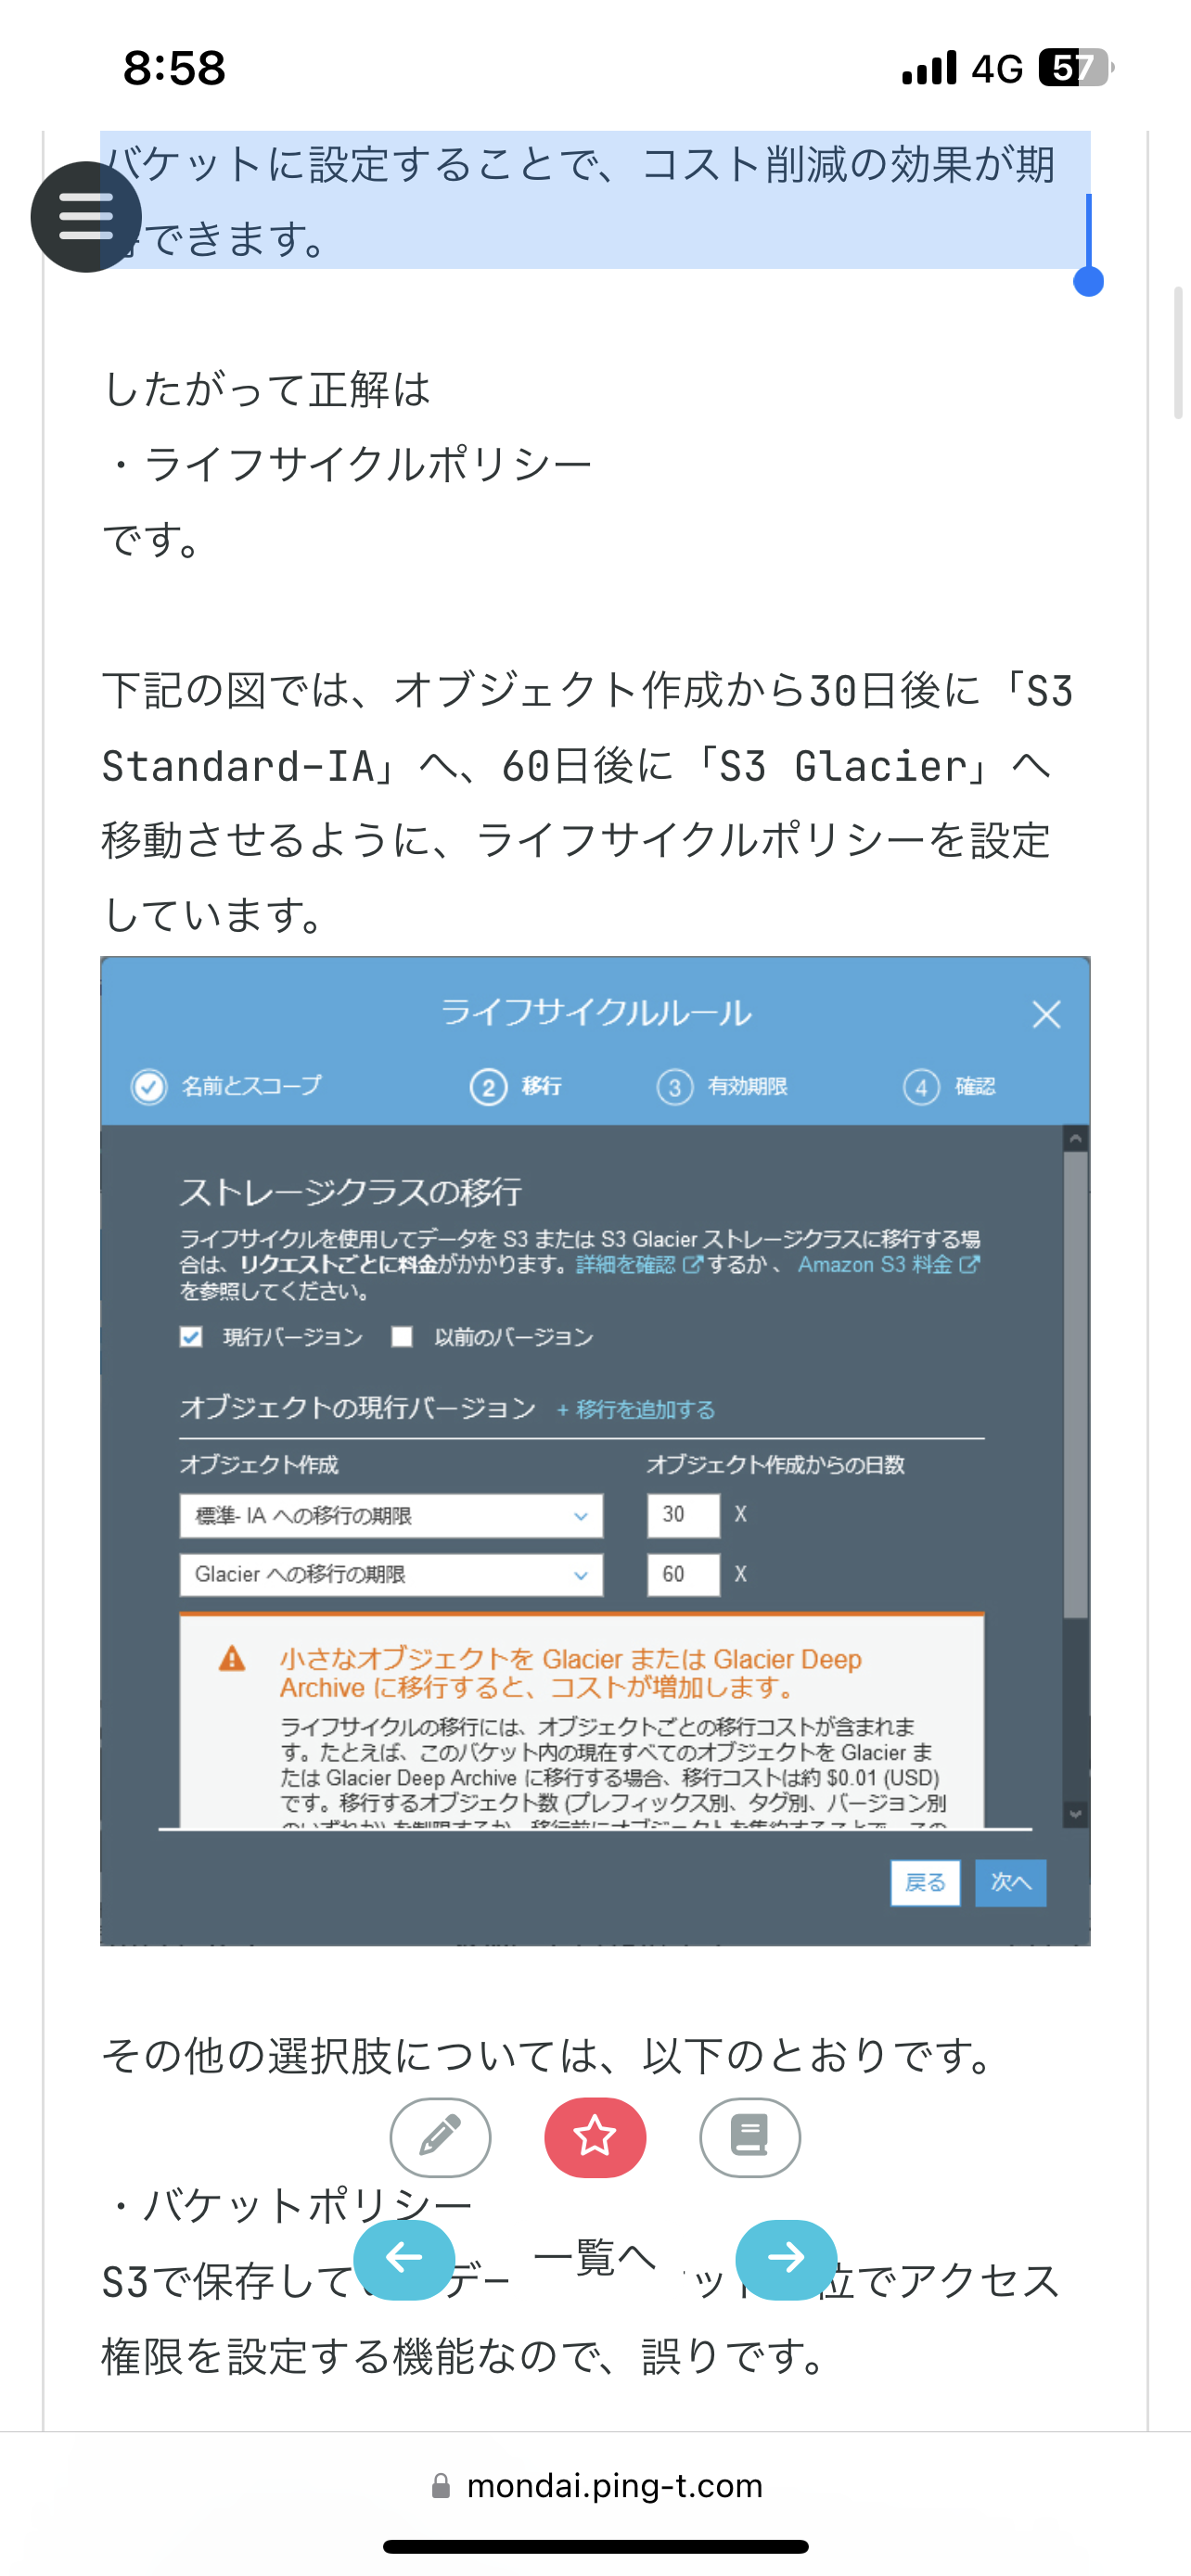 8:58
4G 57
バケットに設定することで、コスト削減の効果が期
できます。
したがって正解は
・ライフサイクルポリシー
です。
下記の図では、オブジェクト作成から30日後に「S3
Standard-IA」へ、60日後に「S3 Glacier」へ
移動させるように、ライフサイクルポリシーを設定
しています。
ライフサイクルルール
名前とスコープ 2 移行 3 有効期限 4 確認
ストレージクラスの移行
ライフサイクルを使用してデータを S3 または S3 Glacier ストレージクラスに移行する場
合は、リクエストごとに料金がかかります。詳細を確認 するか 、 Amazon S3 料金
を参照してください。
現行バージョン 以前のバージョン
オブジェクトの現行バージョン + 移行を追加する
オブジェクト作成 オブジェクト作成からの日数
標準- IA への移行の期限 30 X
Glacier への移行の期限 60 X
小さなオブジェクトを Glacier または Glacier Deep
Archive に移行すると、コストが増加します。
ライフサイクルの移行には、オブジェクトごとの移行コストが含まれま
す。たとえば、このバケット内の現在すべてのオブジェクトを Glacier ま
たは Glacier Deep Archive に移行する場合、移行コストは約 $0.01 (USD)
です。移行するオブジェクト数 (プレフィックス別、タグ別、バージョン別
戻る 次へ
その他の選択肢については、以下のとおりです。
・バケットポリシー
一覧へ
S3で保存して デー ット 位でアクセス
権限を設定する機能なので、誤りです。
mondai.ping-t.com